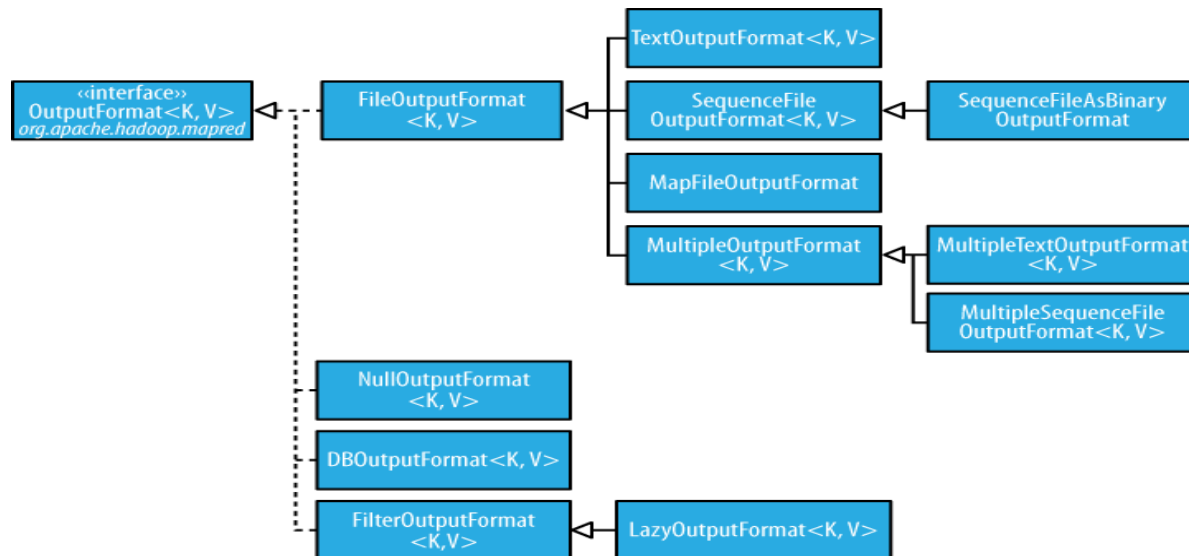 TextOutputFormat<K, V>
‹‹interface››
OutputFormat<K, V>
org.apache.hadoop.mapred
FileOutputFormat
<K, V>
SequenceFile
OutputFormat<K, V>
SequenceFileAsBinary
OutputFormat
MapFileOutputFormat
MultipleOutputFormat
<K, V>
MultipleTextOutputFormat
<K, V>
MultipleSequenceFile
OutputFormat<K, V>
NullOutputFormat
<K, V>
DBOutputFormat<K, V>
FilterOutputFormat
<K,V>
LazyOutputFormat<K, V>